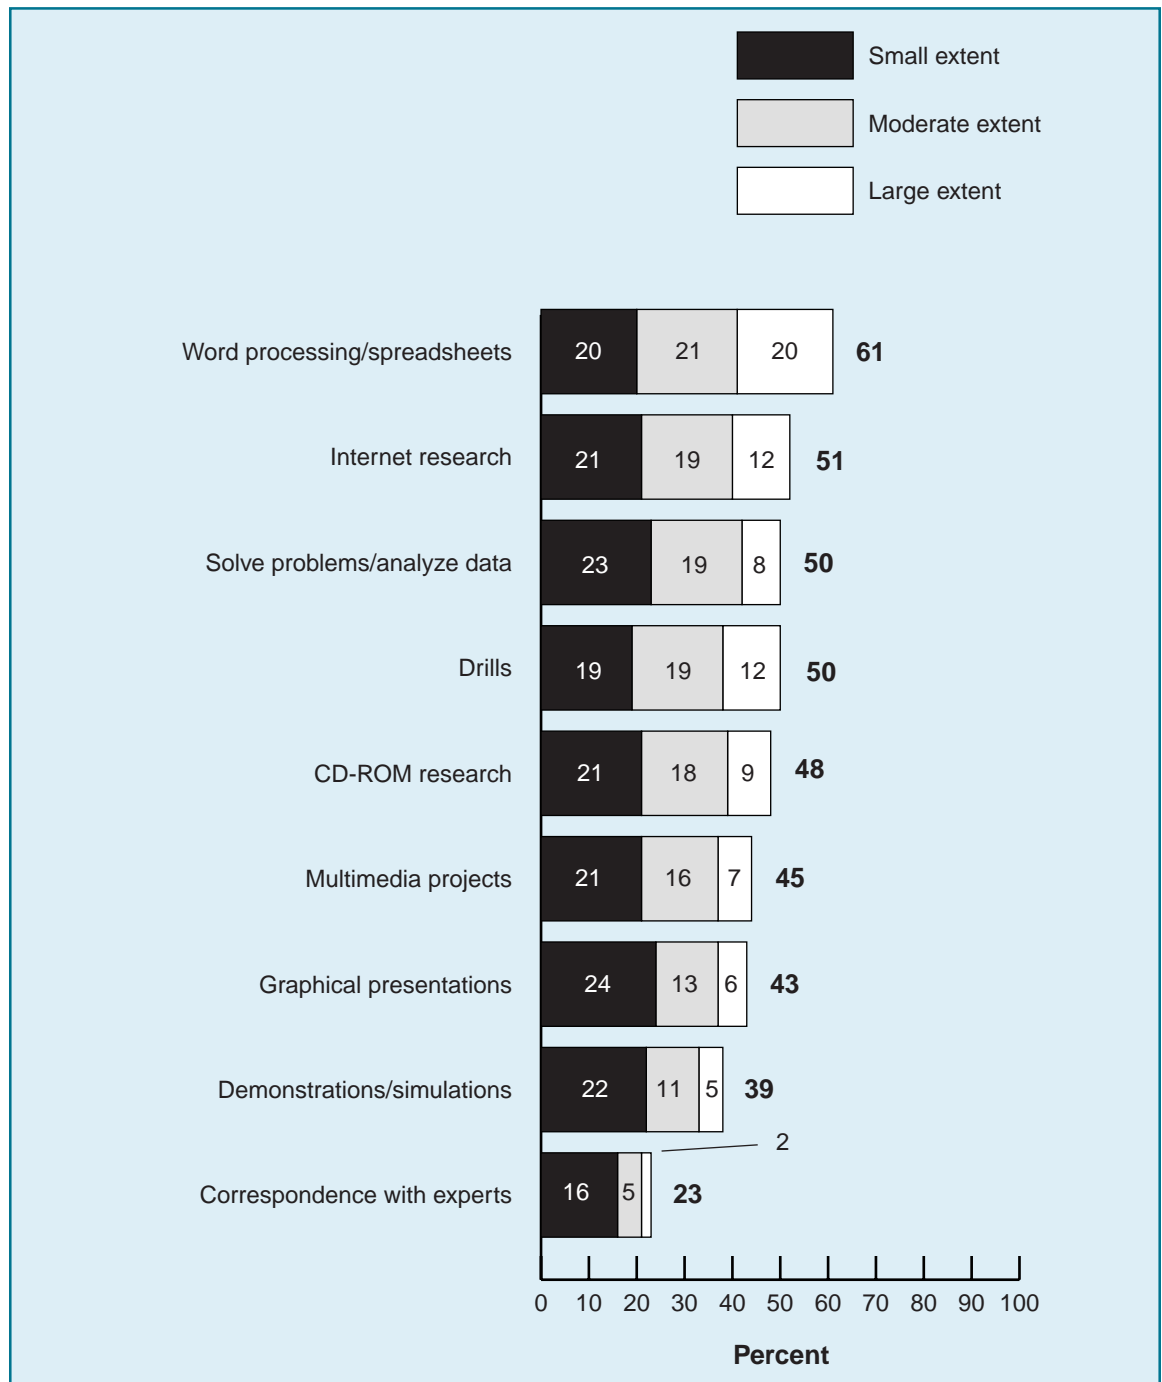 Small extent
Moderate extent
Large extent
Word processing/spreadsheets 20 21 20 61
Internet research 21 19 12 51
Solve problems/analyze data 23 19 8 50
Drills 19 19 12 50
CD-ROM research 21 18 9 48
Multimedia projects 21 16 7 45
Graphical presentations 24 13 6 43
Demonstrations/simulations 22 11 5 39
2
Correspondence with experts 16 5 23
0 10 20 30 40 50 60 70 80 90 100
Percent